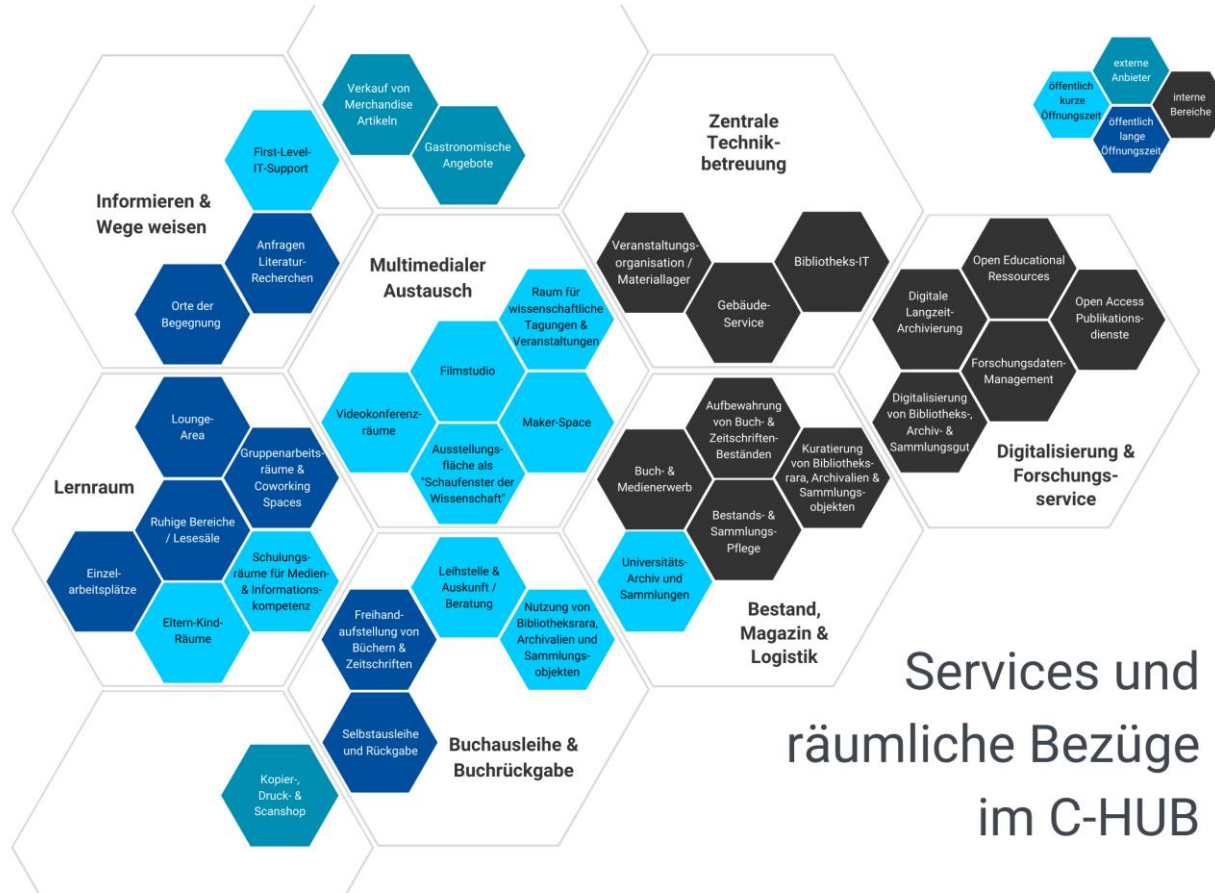 Verkauf von
Merchandise
Artikeln
Gastronomische
Angebote
externe
Anbieter
öffentlich
kurze
Öffnungszeit
interne
Bereiche
öffentlich
lange
Öffnungszeit
Informieren &
Wege weisen
First-Level-
IT-Support
Anfragen
Literatur-
Recherchen
Orte der
Begegnung
Multimedialer
Austausch
Raum für
wissenschaftliche
Tagungen &
Veranstaltungen
Filmstudio
Videokonferenz-
räume
Maker-Space
Ausstellungs-
fläche als
"Schaufenster der
Wissenschaft"
Zentrale
Technik-
betreuung
Veranstaltungs-
organisation /
Materiallager
Gebäude-
Service
Bibliotheks-IT
Open Educational
Ressources
Digitale
Langzeit-
Archivierung
Open Access
Publikations-
dienste
Forschungsdaten-
Management
Digitalisierung
von Bibliotheks-,
Archiv- &
Sammlungsgut
Digitalisierung &
Forschungs-
service
Lernraum
Lounge-
Area
Gruppenarbeits-
räume &
Coworking
Spaces
Ruhige Bereiche
/ Lesesäle
Einzel-
arbeitsplätze
Schulungs-
räume für Medien-
& Informations-
kompetenz
Eltern-Kind-
Räume
Aufbewahrung
von Buch- &
Zeitschriften-
Beständen
Buch- &
Medienerwerb
Kuratierung
von Bibliotheks-
rara, Archivalien &
Sammlungs-
objekten
Bestands- &
Sammlungs-
Pflege
Universitäts-
Archiv und
Sammlungen
Bestand,
Magazin &
Logistik
Leihstelle &
Auskunft /
Beratung
Freihand-
aufstellung von
Büchern &
Zeitschriften
Nutzung von
Bibliotheksrara,
Archivalien und
Sammlungs-
objekten
Selbstausleihe
und Rückgabe
Buchausleihe &
Buchrückgabe
Kopier-,
Druck- &
Scanshop
Services und
räumliche Bezüge
im C-HUB